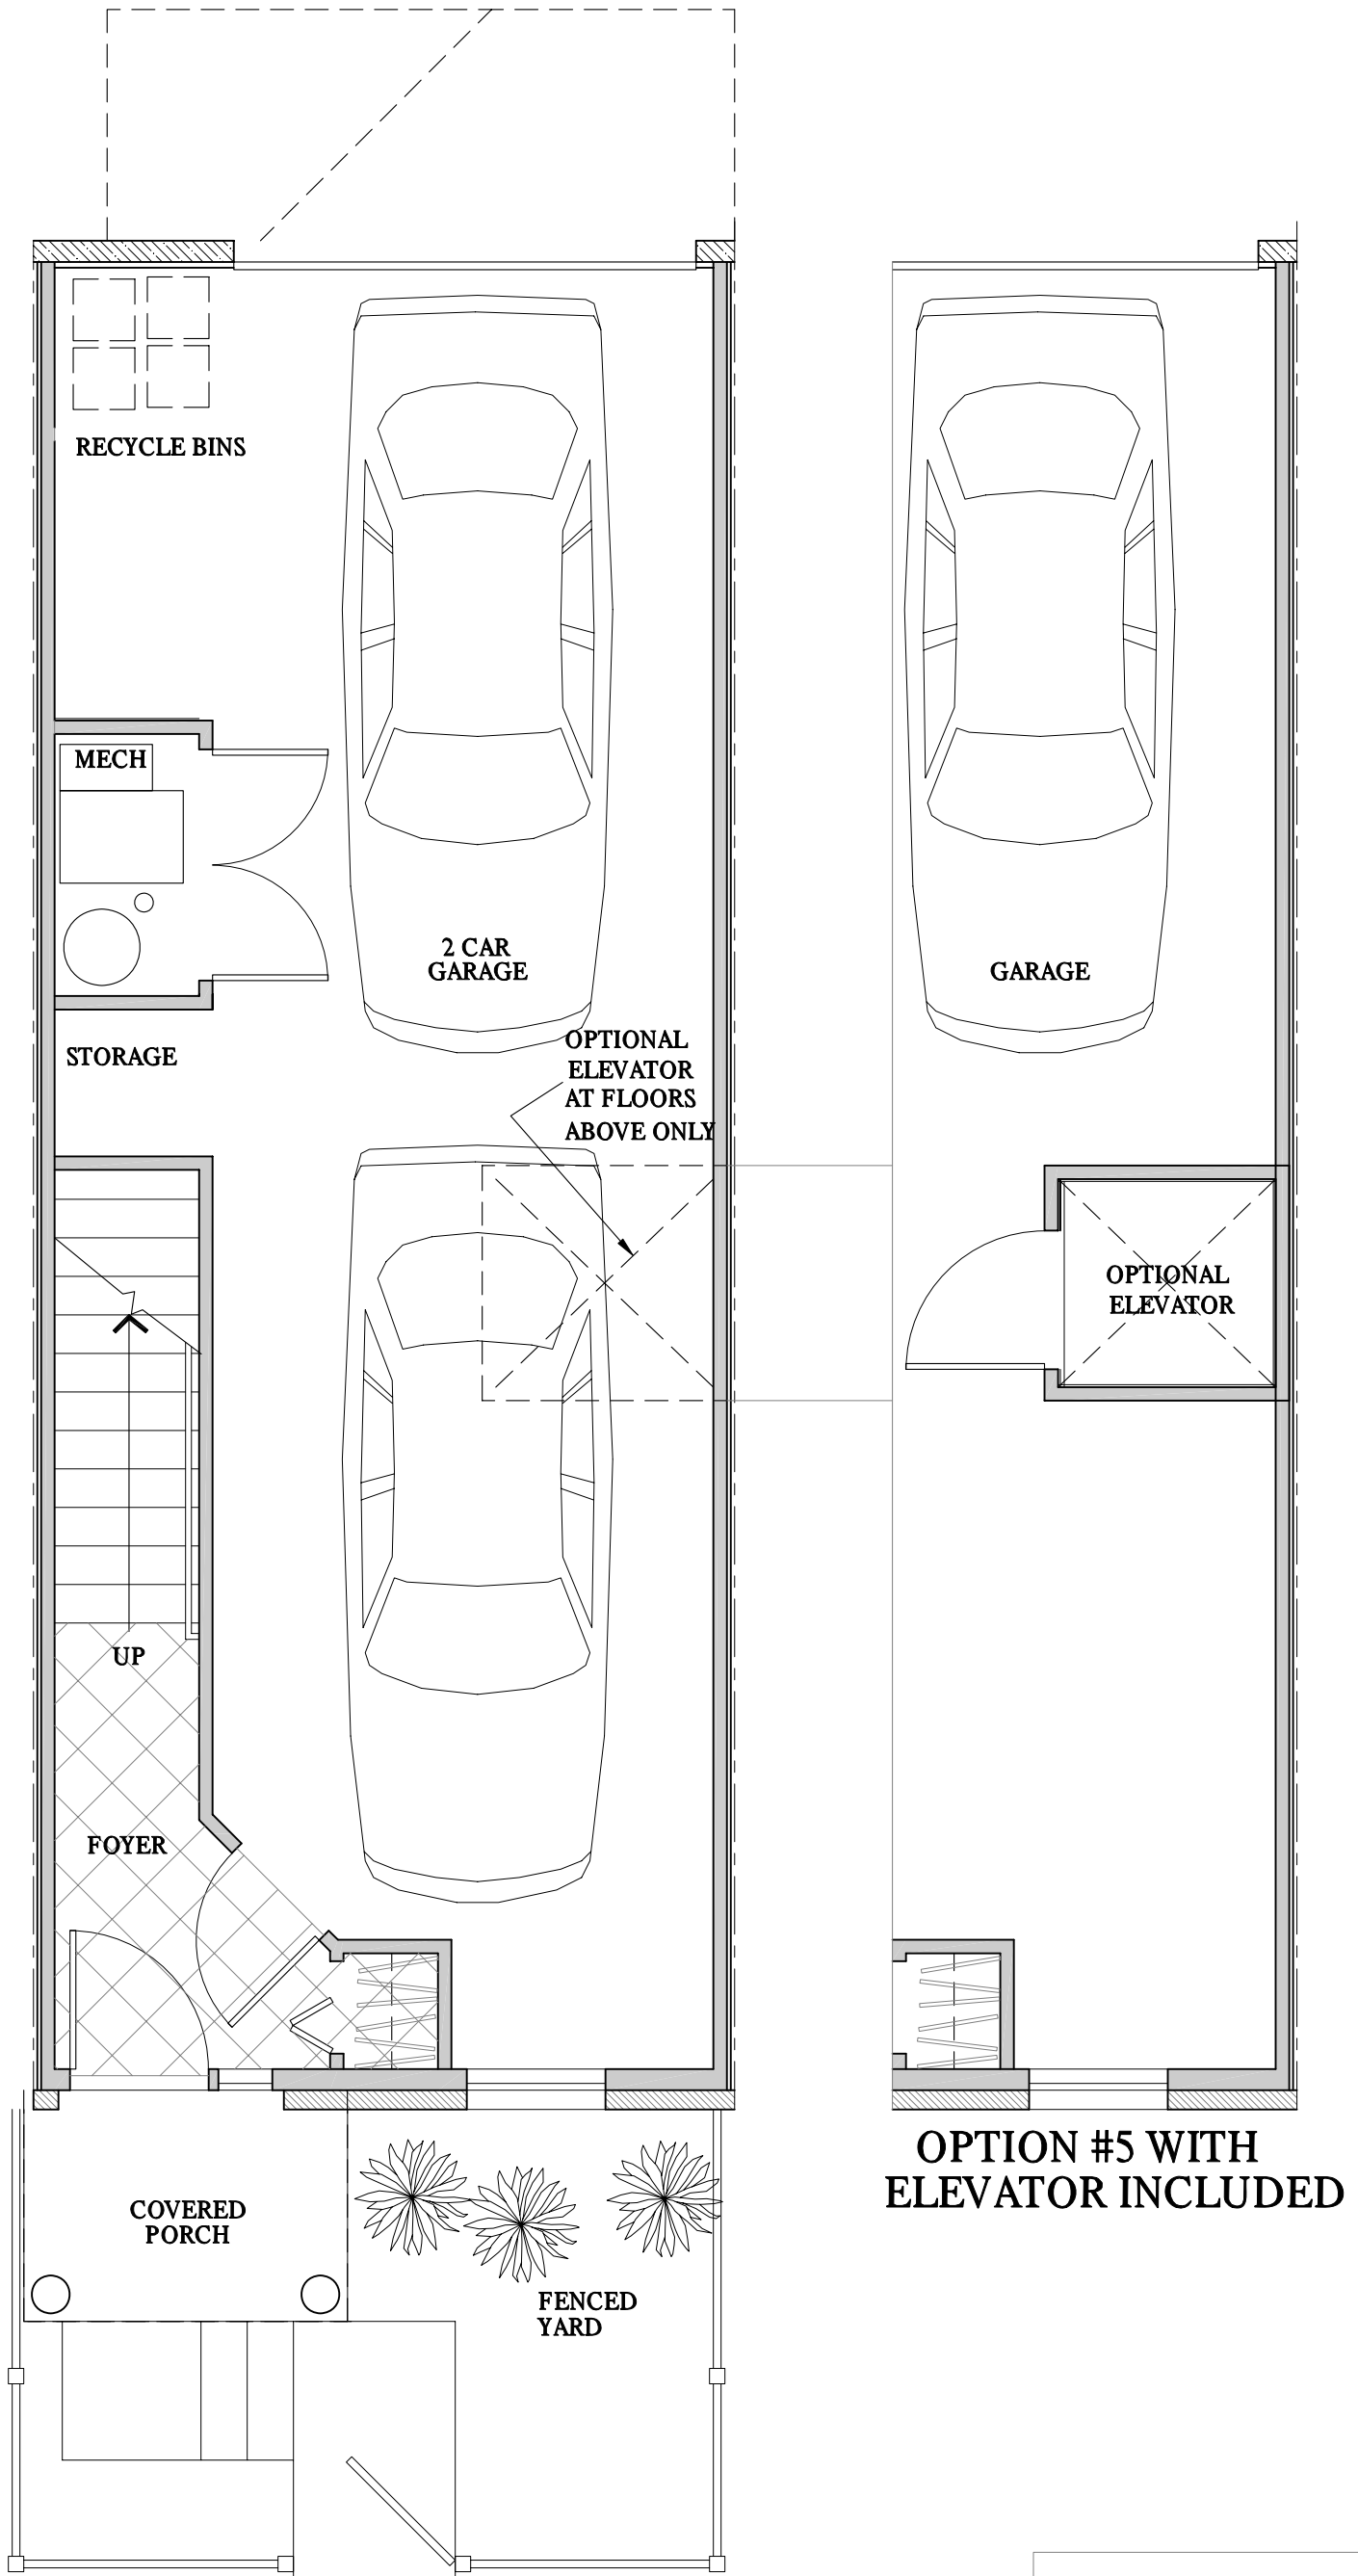 RECYCLE BINS
MECH
2 CAR
GARAGE
STORAGE
OPTIONAL
ELEVATOR
AT FLOORS
ABOVE ONLY
UP
FOYER
COVERED
PORCH
FENCED
YARD
GARAGE
OPTIONAL
ELEVATOR
OPTION #5 WITH
ELEVATOR INCLUDED